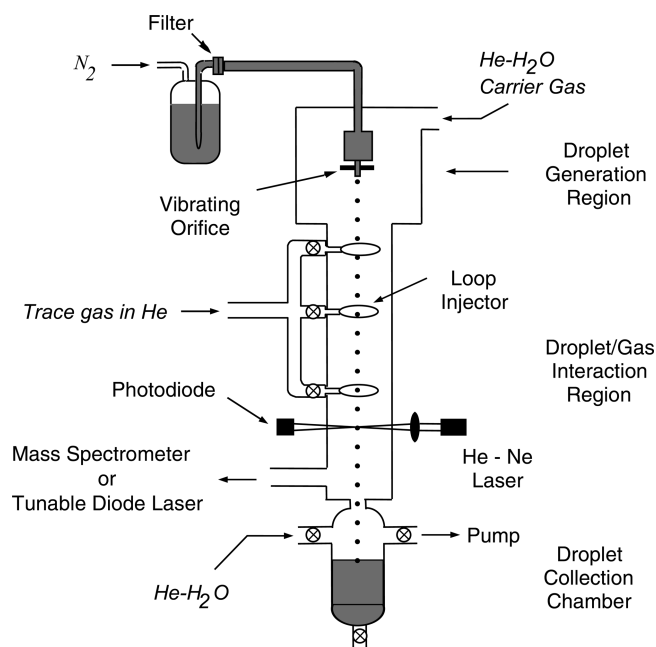 Filter
N2
He-H2O
Carrier Gas
Droplet
Generation
Region
Vibrating
Orifice
Loop
Injector
Trace gas in He
Droplet/Gas
Interaction
Region
Photodiode
Mass Spectrometer
or
Tunable Diode Laser
He - Ne
Laser
Pump
He-H2O
Droplet
Collection
Chamber